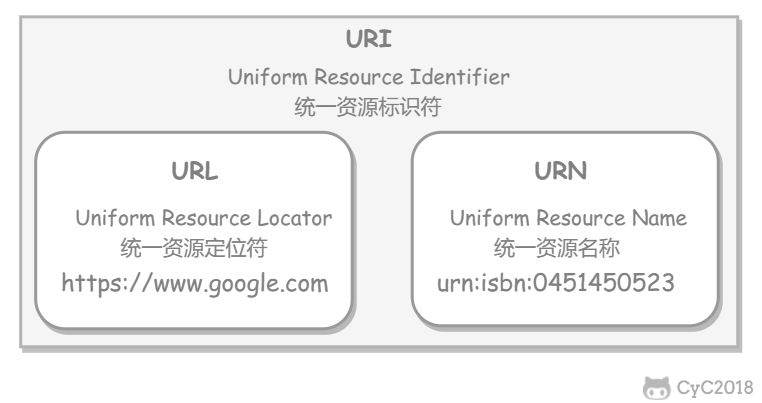 URI
Uniform Resource Identifier
统一资源标识符
URL
Uniform Resource Locator
统一资源定位符
https://www.google.com
URN
Uniform Resource Name
统一资源名称
urn:isbn:0451450523
CyC2018